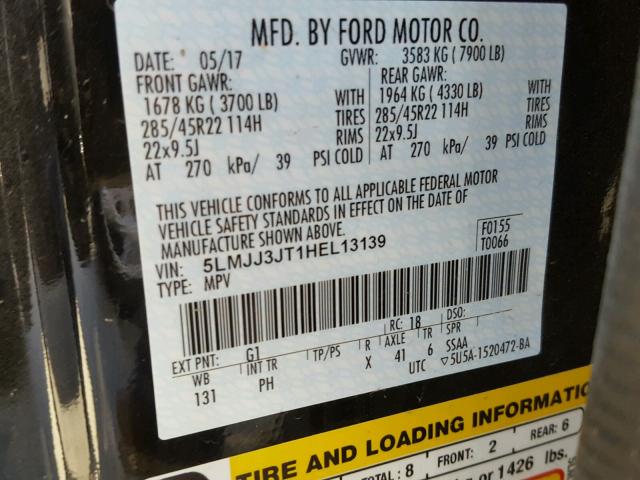 MFD. BY FORD MOTOR CO.
DATE: 05/17 GVWR: 3583 KG ( 7900 LB)
FRONT GAWR: REAR GAWR:
1678 KG ( 3700 LB) WITH 1964 KG ( 4330 LB) WITH
285/45R22 114H TIRES 285/45R22 114H TIRES
22x9.5J RIMS 22x9.5J RIMS
AT 270 kPa/ 39 PSI COLD AT 270 kPa/ 39 PSI COLD
THIS VEHICLE CONFORMS TO ALL APPLICABLE FEDERAL MOTOR
VEHICLE SAFETY STANDARDS IN EFFECT ON THE DATE OF
MANUFACTURE SHOWN ABOVE.
VIN: 5LMJJ3JT1HEL13139 F0155
TYPE: MPV T0066
EXT PNT: G1 RC: 18 DSO:
WB INT TR TP/PS R AXLE TR SPR
131 PH X 41 6 SSAA
UTC ▽5U5A-1520472-BA
TIRE AND LOADING INFORMATIO
TOTAL : 8 FRONT: 2 REAR: 6
or 1426 lbs.